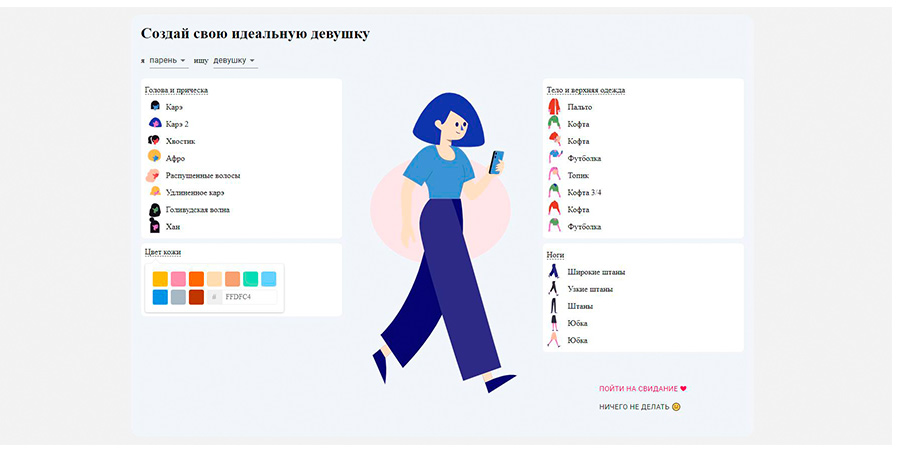 Создай свою идеальную девушку
я парень ищу девушку
Голова и прическа
Карэ
Карэ 2
Хвостик
Афро
Распушенные волосы
Удлиненное карэ
Голивудская волна
Хан
Цвет кожи
# FFDFC4
Тело и верхняя одежда
Пальто
Кофта
Кофта
Футболка
Топик
Кофта 3/4
Кофта
Футболка
Ноги
Широкие штаны
Узкие штаны
Штаны
Юбка
Юбка
ПОЙТИ НА СВИДАНИЕ
НИЧЕГО НЕ ДЕЛАТЬ